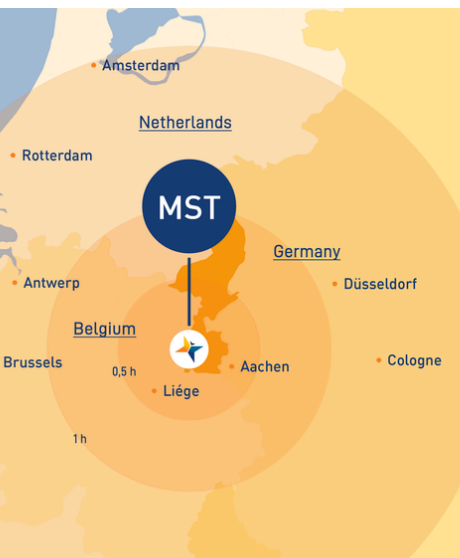 Amsterdam
Netherlands
Rotterdam
MST
Germany
Antwerp
Düsseldorf
Belgium
Brussels
Cologne
0,5 h
Aachen
Liége
1 h